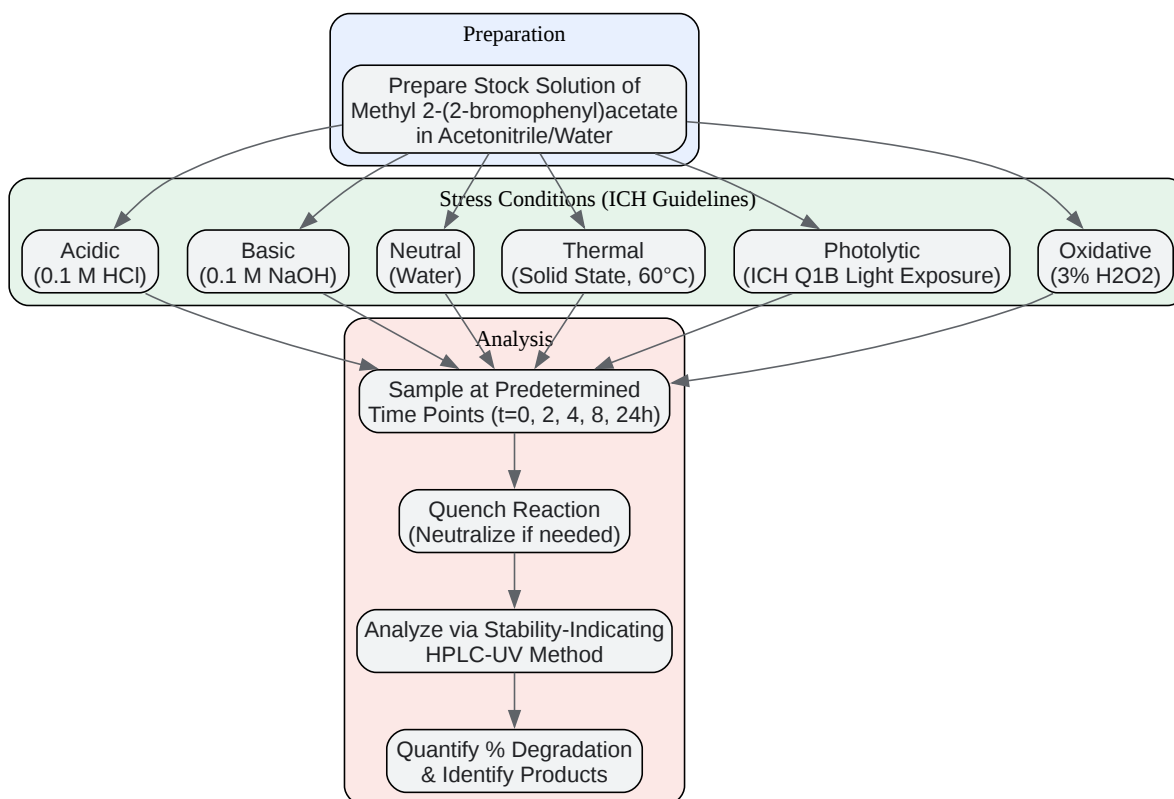 Preparation
Prepare Stock Solution of
Methyl 2-(2-bromophenyl)acetate
in Acetonitrile/Water
Stress Conditions (ICH Guidelines)
Acidic
(0.1 M HCl)
Basic
(0.1 M NaOH)
Neutral
(Water)
Thermal
(Solid State, 60°C)
Photolytic
(ICH Q1B Light Exposure)
Oxidative
(3% H2O2)
Analysis
Sample at Predetermined
Time Points (t=0, 2, 4, 8, 24h)
Quench Reaction
(Neutralize if needed)
Analyze via Stability-Indicating
HPLC-UV Method
Quantify % Degradation
& Identify Products